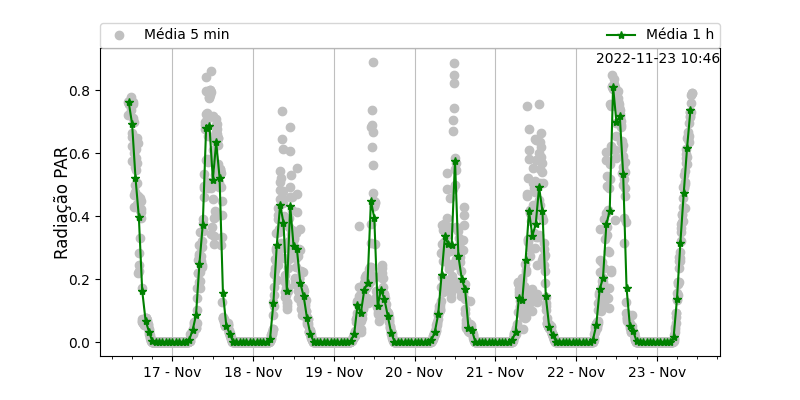 Média 5 min
Média 1 h
2022-11-23 10:46
Radiação PAR
0.8
0.6
0.4
0.2
0.0
17 - Nov
18 - Nov
19 - Nov
20 - Nov
21 - Nov
22 - Nov
23 - Nov